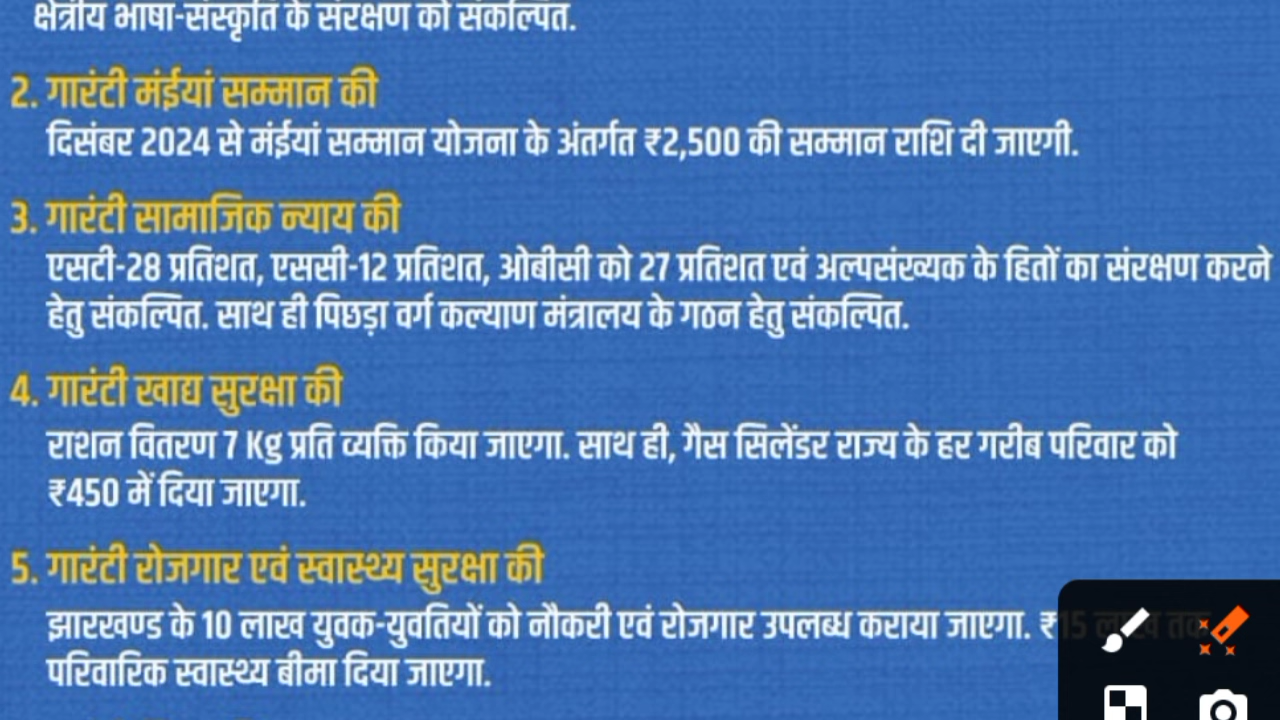 क्षेत्रीय भाषा-संस्कृति के संरक्षण को संकल्पित.
2. गारंटी मंईयां सम्मान की
दिसंबर 2024 से मंईयां सम्मान योजना के अंतर्गत ₹2,500 की सम्मान राशि दी जाएगी.
3. गारंटी सामाजिक न्याय की
एसटी-28 प्रतिशत, एससी-12 प्रतिशत, ओबीसी को 27 प्रतिशत एवं अल्पसंख्यक के हितों का संरक्षण करने
हेतु संकल्पित. साथ ही पिछड़ा वर्ग कल्याण मंत्रालय के गठन हेतु संकल्पित.
4. गारंटी खाद्य सुरक्षा की
राशन वितरण 7 Kg प्रति व्यक्ति किया जाएगा. साथ ही, गैस सिलेंडर राज्य के हर गरीब परिवार को
₹450 में दिया जाएगा.
5. गारंटी रोजगार एवं स्वास्थ्य सुरक्षा की
झारखण्ड के 10 लाख युवक-युवतियों को नौकरी एवं रोजगार उपलब्ध कराया जाएगा. ₹15 लाख तक
परिवारिक स्वास्थ्य बीमा दिया जाएगा.